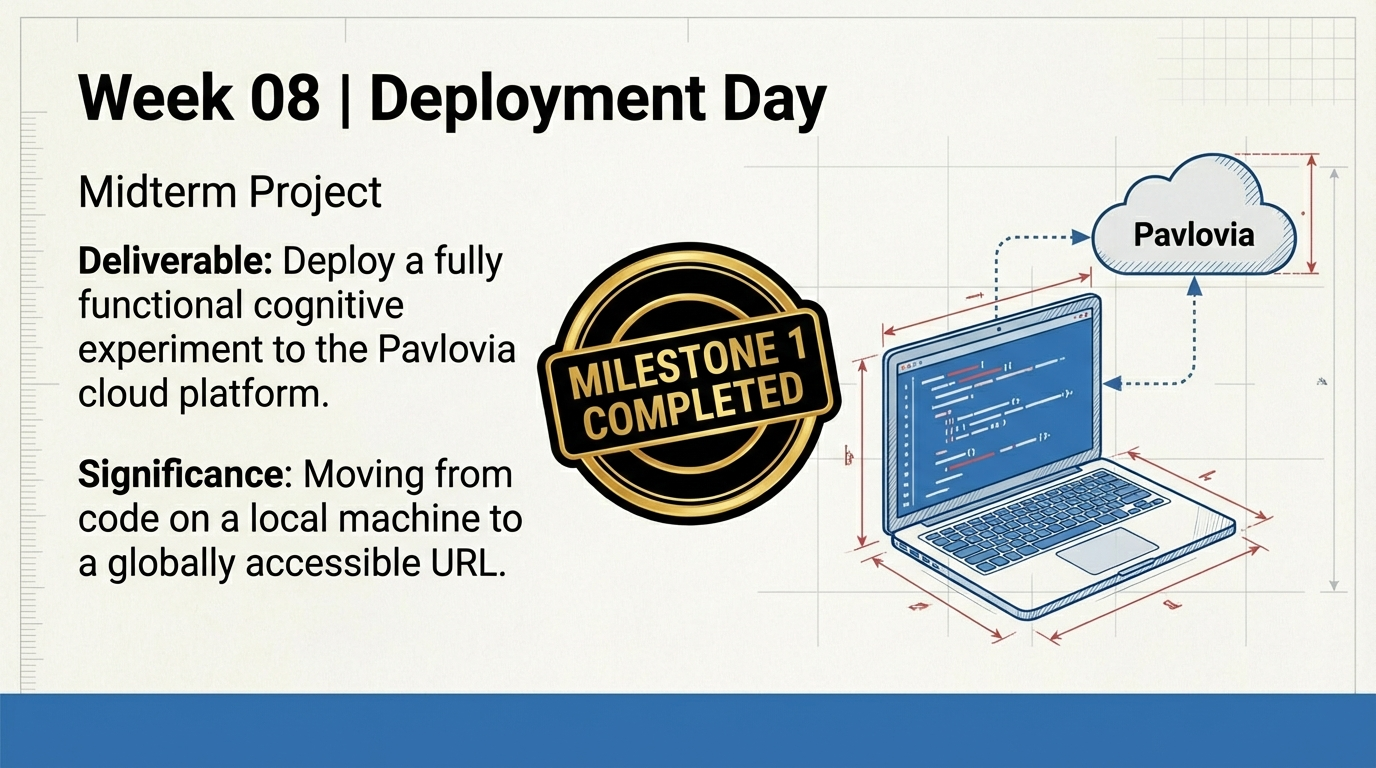 Week 08 | Deployment Day
Midterm Project
Deliverable: Deploy a fully
functional cognitive
experiment to the Pavlovia
cloud platform.
Significance: Moving from
code on a local machine to
a globally accessible URL.
MILESTONE 1
COMPLETED
Pavlovia